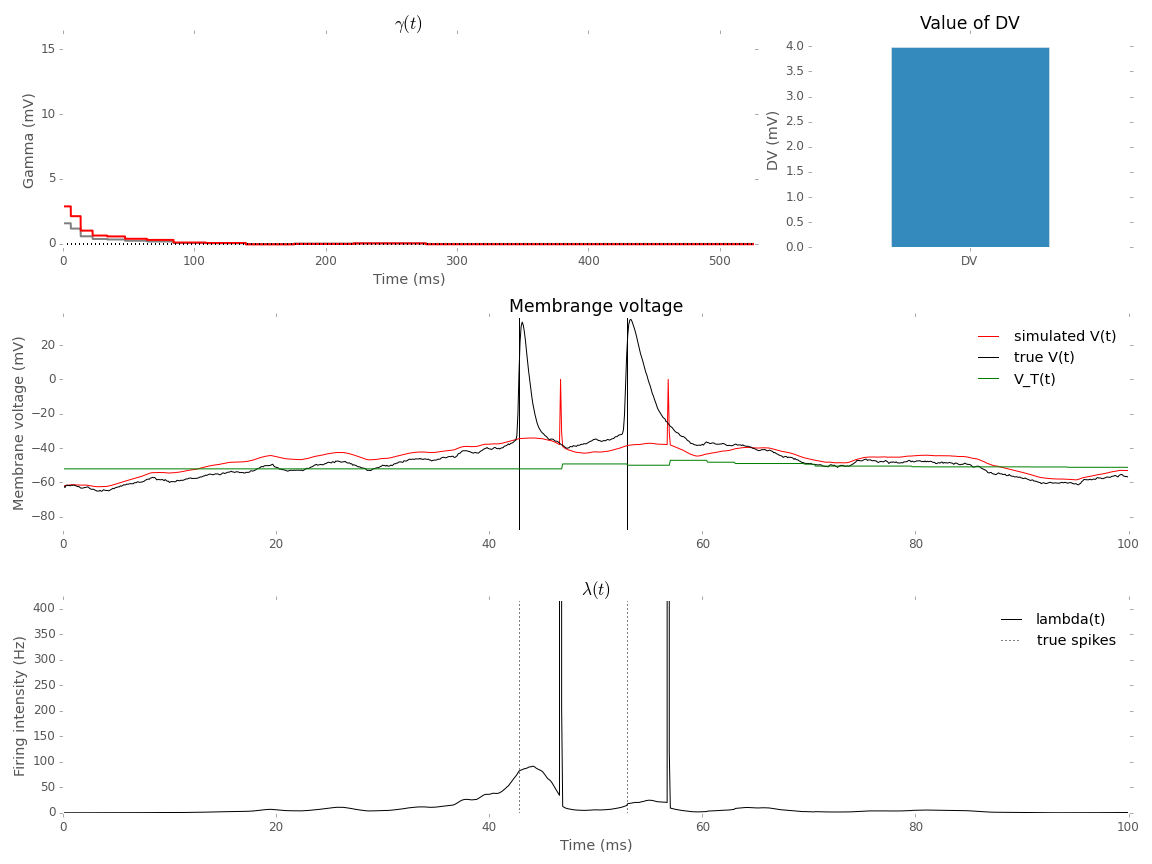 γ(t)
Gamma (mV)
15
10
5
0
0 100 200 300 400 500
Time (ms)
Value of DV
DV (mV)
4.0
3.5
3.0
2.5
2.0
1.5
1.0
0.5
0.0
DV
Membrange voltage
Membrane voltage (mV)
20
0
−20
−40
−60
−80
simulated V(t)
true V(t)
V_T(t)
0 20 40 60 80 100
λ(t)
Firing intensity (Hz)
400
350
300
250
200
150
100
50
0
lambda(t)
true spikes
0 20 40 60 80 100
Time (ms)